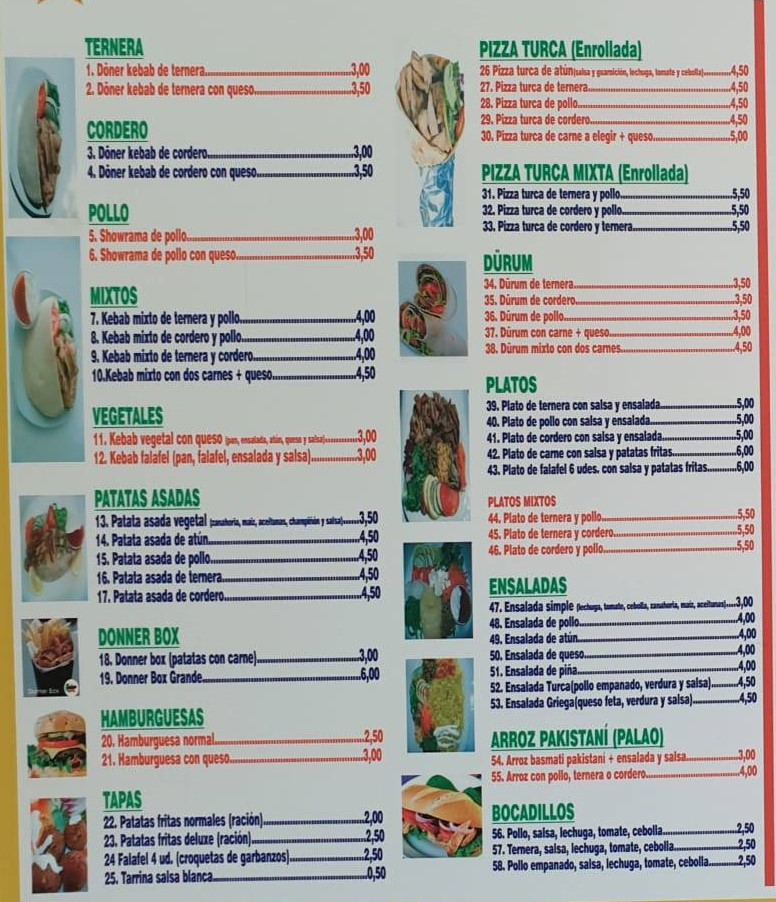 TERNERA
1. Döner kebab de ternera...3,00
2. Döner kebab de ternera con queso...3,50
CORDERO
3. Döner kebab de cordero...3,00
4. Döner kebab de cordero con queso...3,50
POLLO
5. Showrama de pollo...3,00
6. Showrama de pollo con queso...3,50
MIXTOS
7. Kebab mixto de ternera y pollo...4,00
8. Kebab mixto de cordero y pollo...4,00
9. Kebab mixto de ternera y cordero...4,00
10.Kebab mixto con dos carnes + queso...4,50
VEGETALES
11. Kebab vegetal con queso (pan, ensalada, atún, queso y salsa)...3,00
12. Kebab falafel (pan, falafel, ensalada y salsa)...3,00
PATATAS ASADAS
13. Patata asada vegetal (zanahoria, maiz, aceitunas, champiñón y salsa)...3,50
14. Patata asada de atún...4,50
15. Patata asada de pollo...4,50
16. Patata asada de ternera...4,50
17. Patata asada de cordero...4,50
DONNER BOX
18. Donner box (patatas con carne)...3,00
19. Donner Box Grande...6,00
Donner Box
HAMBURGUESAS
20. Hamburguesa normal...2,50
21. Hamburguesa con queso...3,00
TAPAS
22. Patatas fritas normales (ración)...2,00
23. Patatas fritas deluxe (ración)...2,50
24 Falafel 4 ud. (croquetas de garbanzos)...2,50
25. Tarrina salsa blanca...0,50
PIZZA TURCA (Enrollada)
26 Pizza turca de atún(salsa y guarnición, lechuga, tomate y cebolla)...4,50
27. Pizza turca de ternera...4,50
28. Pizza turca de pollo...4,50
29. Pizza turca de cordero...4,50
30. Pizza turca de carne a elegir + queso...5,00
PIZZA TURCA MIXTA (Enrollada)
31. Pizza turca de ternera y pollo...5,50
32. Pizza turca de cordero y pollo...5,50
33. Pizza turca de cordero y ternera...5,50
DÜRUM
34. Dürum de ternera...3,50
35. Dürum de cordero...3,50
36. Dürum de pollo...3,50
37. Dürum con carne + queso...4,00
38. Dürum mixto con dos carnes...4,50
PLATOS
39. Plato de ternera con salsa y ensalada...5,00
40. Plato de pollo con salsa y ensalada...5,00
41. Plato de cordero con salsa y ensalada...5,00
42. Plato de carne con salsa y patatas fritas...6,00
43. Plato de falafel 6 udes. con salsa y patatas fritas...6,00
PLATOS MIXTOS
44. Plato de ternera y pollo...5,50
45. Plato de ternera y cordero...5,50
46. Plato de cordero y pollo...5,50
ENSALADAS
47. Ensalada simple (lechuga, tomate, cebolla, zanahoria, maiz, aceitunas)...3,00
48. Ensalada de pollo...4,00
49. Ensalada de atún...4,00
50. Ensalada de queso...4,00
51. Ensalada de piña...4,00
52. Ensalada Turca(pollo empanado, verdura y salsa)...4,50
53. Ensalada Griega(queso feta, verdura y salsa)...4,50
ARROZ PAKISTANÍ (PALAO)
54. Arroz basmati pakistani + ensalada y salsa...3,00
55. Arroz con pollo, ternera o cordero...4,00
BOCADILLOS
56. Pollo, salsa, lechuga, tomate, cebolla...2,50
57. Ternera, salsa, lechuga, tomate, cebolla...2,50
58. Pollo empanado, salsa, lechuga, tomate, cebolla...2,50